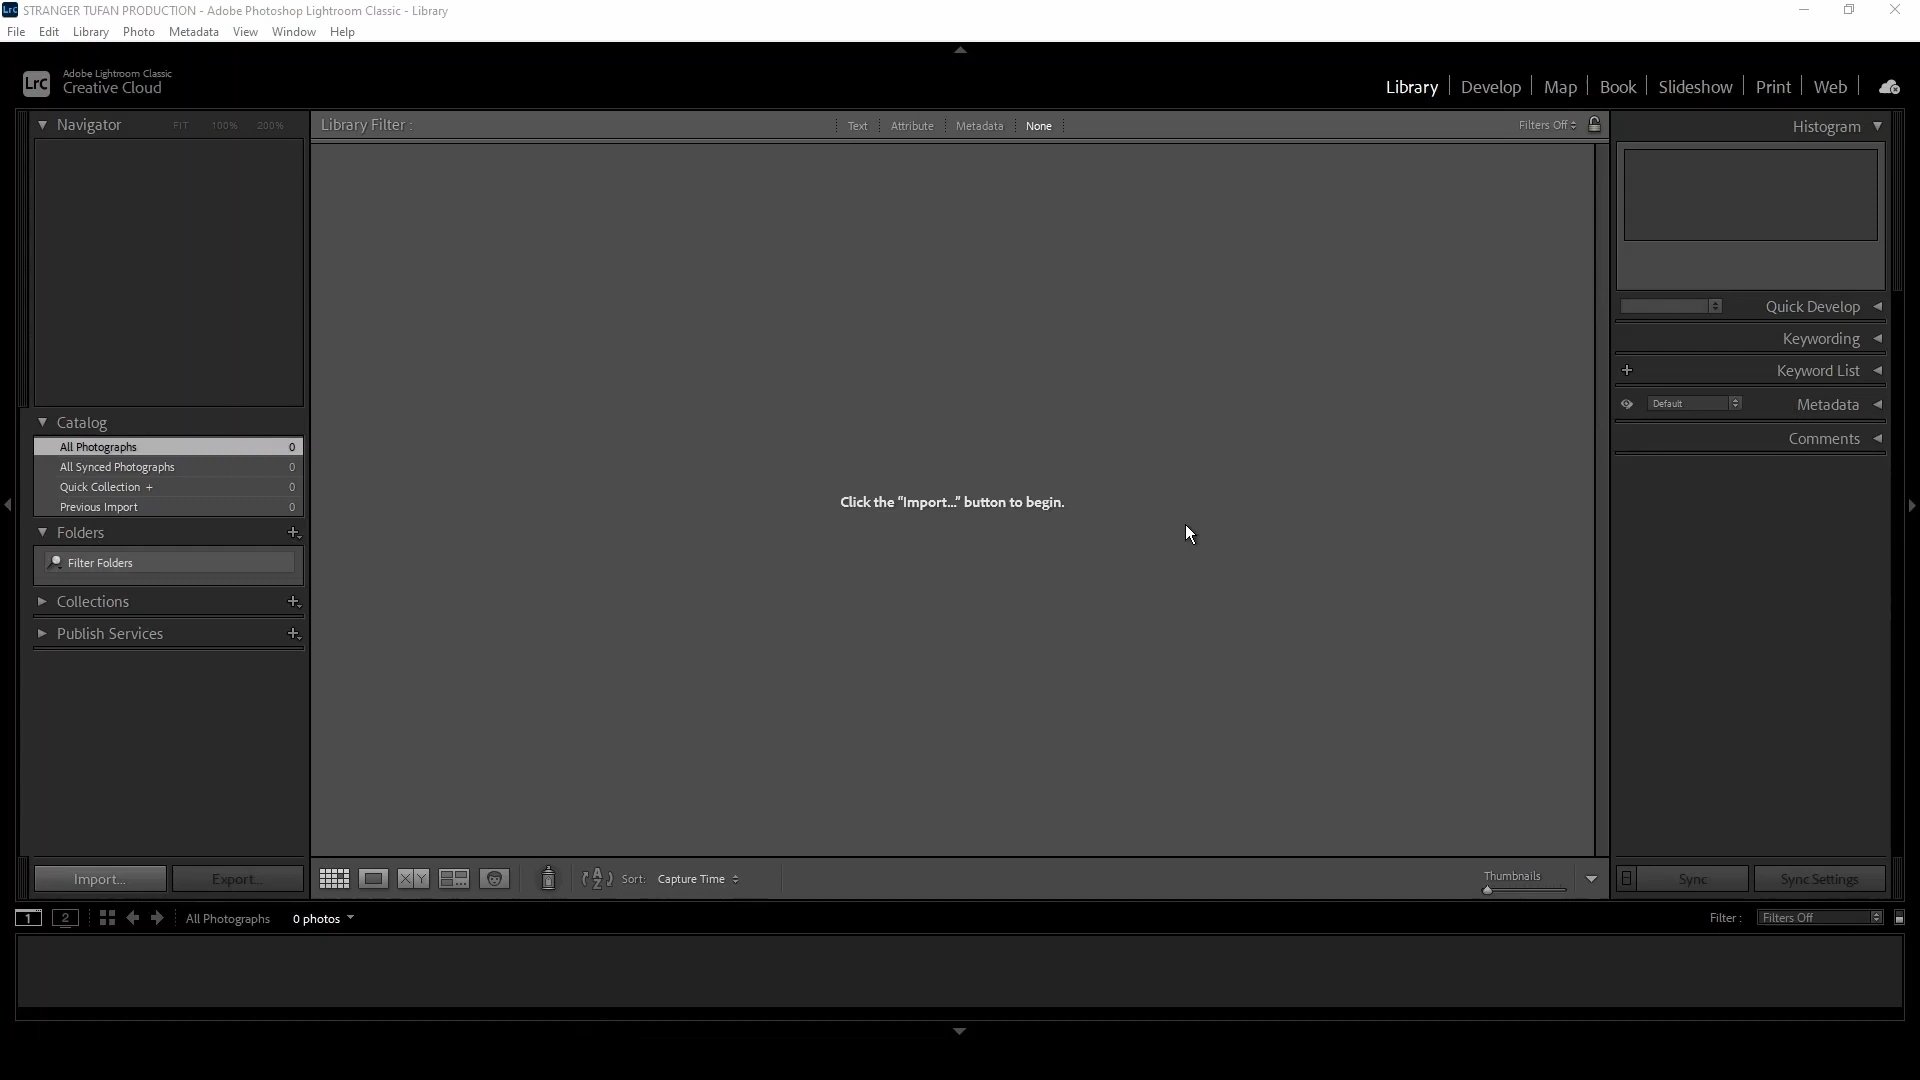 STRANGER TUFAN PRODUCTION - Adobe Photoshop Lightroom Classic - Library
File Edit Library Photo Metadata View Window Help
LrC Adobe Lightroom Classic
Creative Cloud
Library Develop Map Book Slideshow Print Web
Navigator FIT 100% 200%
Library Filter : Text Attribute Metadata None Filters Off
Histogram
Quick Develop
Keywording
Keyword List
Default Metadata
Comments
Catalog
All Photographs 0
All Synced Photographs 0
Quick Collection + 0
Previous Import 0
Folders
Filter Folders
Collections
Publish Services
Click the “Import...” button to begin.
Import... Export...
XY Sort: Capture Time
Thumbnails
Sync Sync Settings
1 2 All Photographs 0 photos
Filter : Filters Off